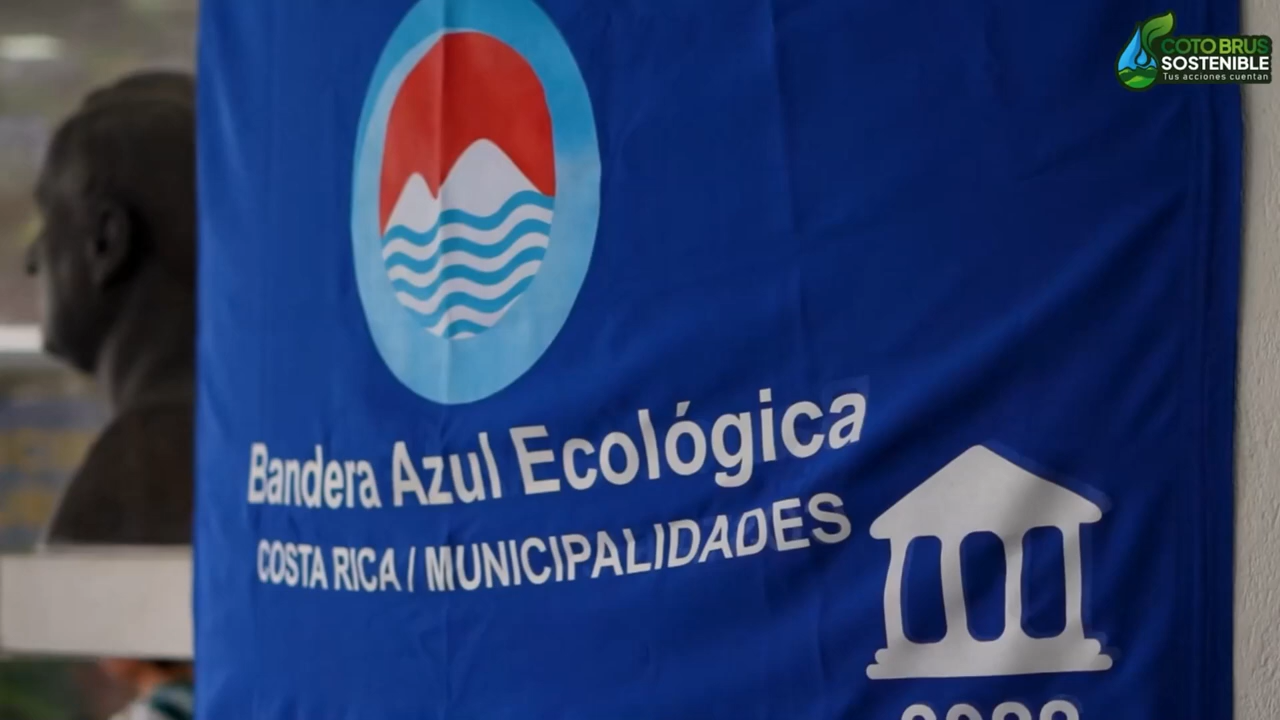 COTO BRUS
SOSTENIBLE
Tus acciones cuentan
Bandera Azul Ecológica
COSTA RICA / MUNICIPALIDADES